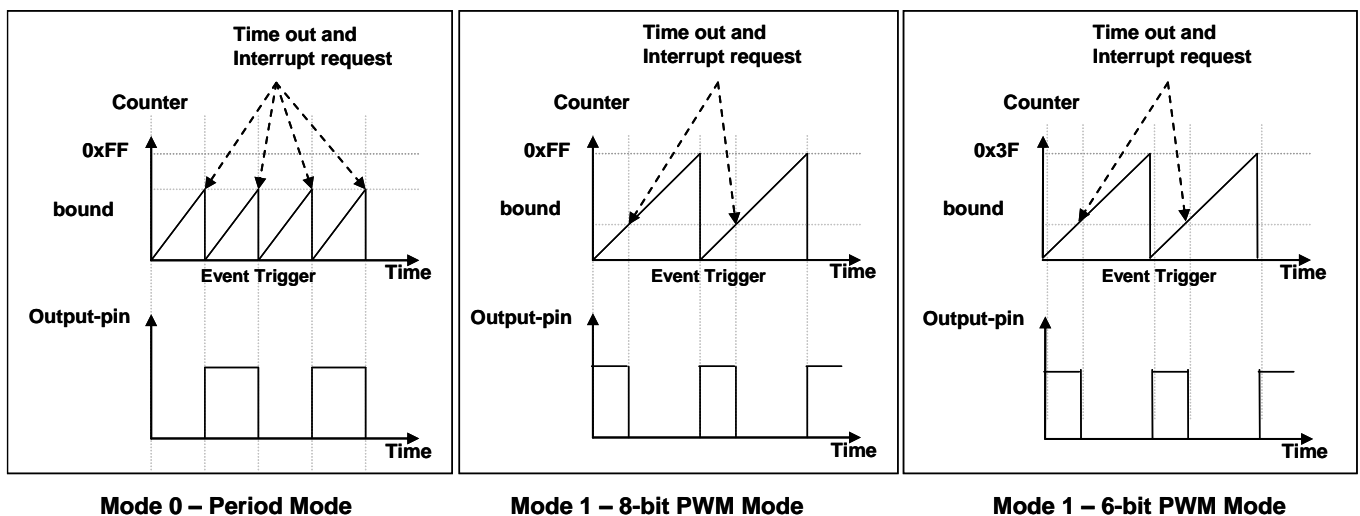 Time out and
Interrupt request
Counter
0xFF
bound
Time
Event Trigger
Output-pin
Time
Mode 0 – Period Mode
Time out and
Interrupt request
Counter
0xFF
bound
Time
Event Trigger
Output-pin
Time
Mode 1 – 8-bit PWM Mode
Time out and
Interrupt request
Counter
0x3F
bound
Time
Event Trigger
Output-pin
Time
Mode 1 – 6-bit PWM Mode